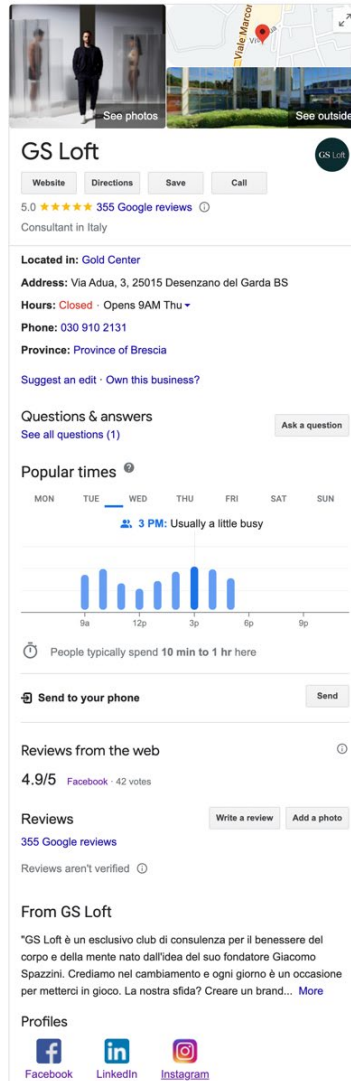 Viale Marcon
See photos
See outside
GS Loft
GS Loft
Website Directions Save Call
5.0 355 Google reviews
Consultant in Italy
Located in: Gold Center
Address: Via Adua, 3, 25015 Desenzano del Garda BS
Hours: Closed · Opens 9AM Thu
Phone: 030 910 2131
Province: Province of Brescia
Suggest an edit · Own this business?
Questions & answers
See all questions (1)
Ask a question
Popular times
MON TUE WED THU FRI SAT SUN
3 PM: Usually a little busy
9a 12p 3p 6p 9p
People typically spend 10 min to 1 hr here
Send to your phone
Send
Reviews from the web
4.9/5 Facebook · 42 votes
Reviews
Write a review Add a photo
355 Google reviews
Reviews aren't verified
From GS Loft
"GS Loft è un esclusivo club di consulenza per il benessere del
corpo e della mente nato dall'idea del suo fondatore Giacomo
Spazzini. Crediamo nel cambiamento e ogni giorno è un occasione
per metterci in gioco. La nostra sfida? Creare un brand... More
Profiles
Facebook LinkedIn Instagram